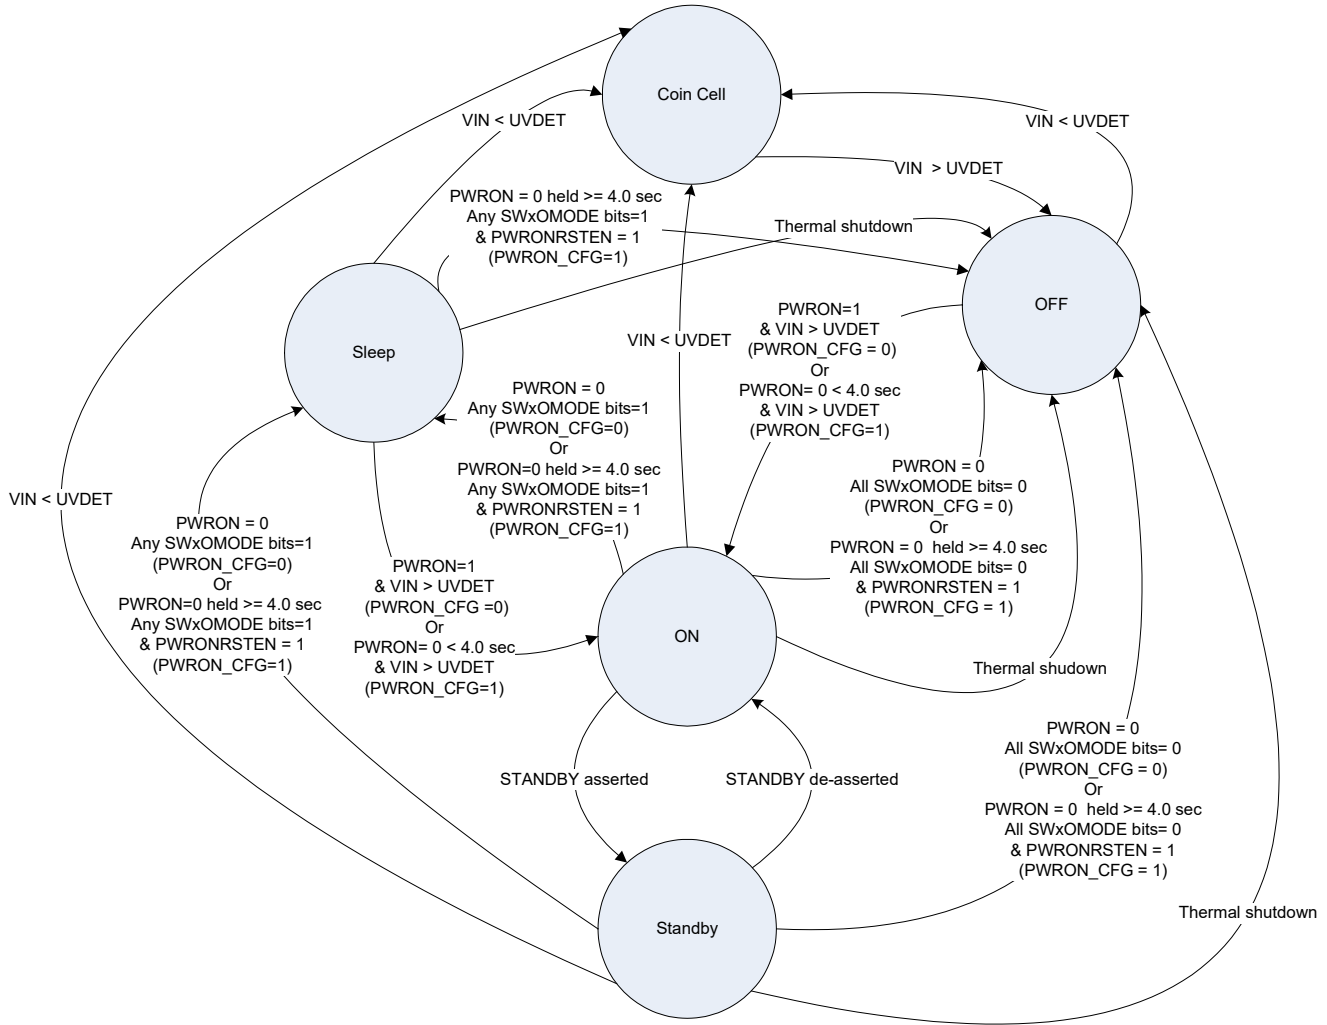 Coin Cell
VIN < UVDET
VIN < UVDET
VIN > UVDET
PWRON = 0 held >= 4.0 sec
Any SWxOMODE bits=1
& PWRONRSTEN = 1
(PWRON_CFG=1)
Thermal shutdown
OFF
Sleep
VIN < UVDET
PWRON=1
& VIN > UVDET
(PWRON_CFG = 0)
Or
PWRON= 0 < 4.0 sec
& VIN > UVDET
(PWRON_CFG=1)
PWRON = 0
Any SWxOMODE bits=1
(PWRON_CFG=0)
Or
PWRON=0 held >= 4.0 sec
Any SWxOMODE bits=1
& PWRONRSTEN = 1
(PWRON_CFG=1)
PWRON = 0
All SWxOMODE bits= 0
(PWRON_CFG = 0)
Or
PWRON = 0  held >= 4.0 sec
All SWxOMODE bits= 0
& PWRONRSTEN = 1
(PWRON_CFG = 1)
VIN < UVDET
PWRON = 0
Any SWxOMODE bits=1
(PWRON_CFG=0)
Or
PWRON=0 held >= 4.0 sec
Any SWxOMODE bits=1
& PWRONRSTEN = 1
(PWRON_CFG=1)
PWRON=1
& VIN > UVDET
(PWRON_CFG =0)
Or
PWRON= 0 < 4.0 sec
& VIN > UVDET
(PWRON_CFG=1)
ON
Thermal shudown
STANDBY asserted
STANDBY de-asserted
PWRON = 0
All SWxOMODE bits= 0
(PWRON_CFG = 0)
Or
PWRON = 0  held >= 4.0 sec
All SWxOMODE bits= 0
& PWRONRSTEN = 1
(PWRON_CFG = 1)
Thermal shutdown
Standby